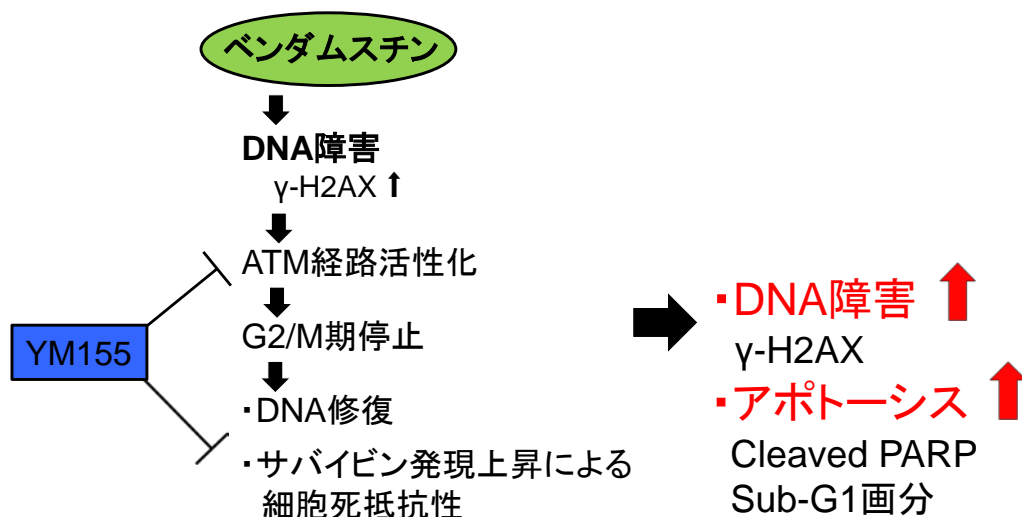 ベンダムスチン
DNA障害
γ-H2AX ⬆
ATM経路活性化
G2/M期停止
YM155
・DNA修復
・サバイビン発現上昇による
細胞死抵抗性
・DNA障害
γ-H2AX
・アポトーシス
Cleaved PARP
Sub-G1画分